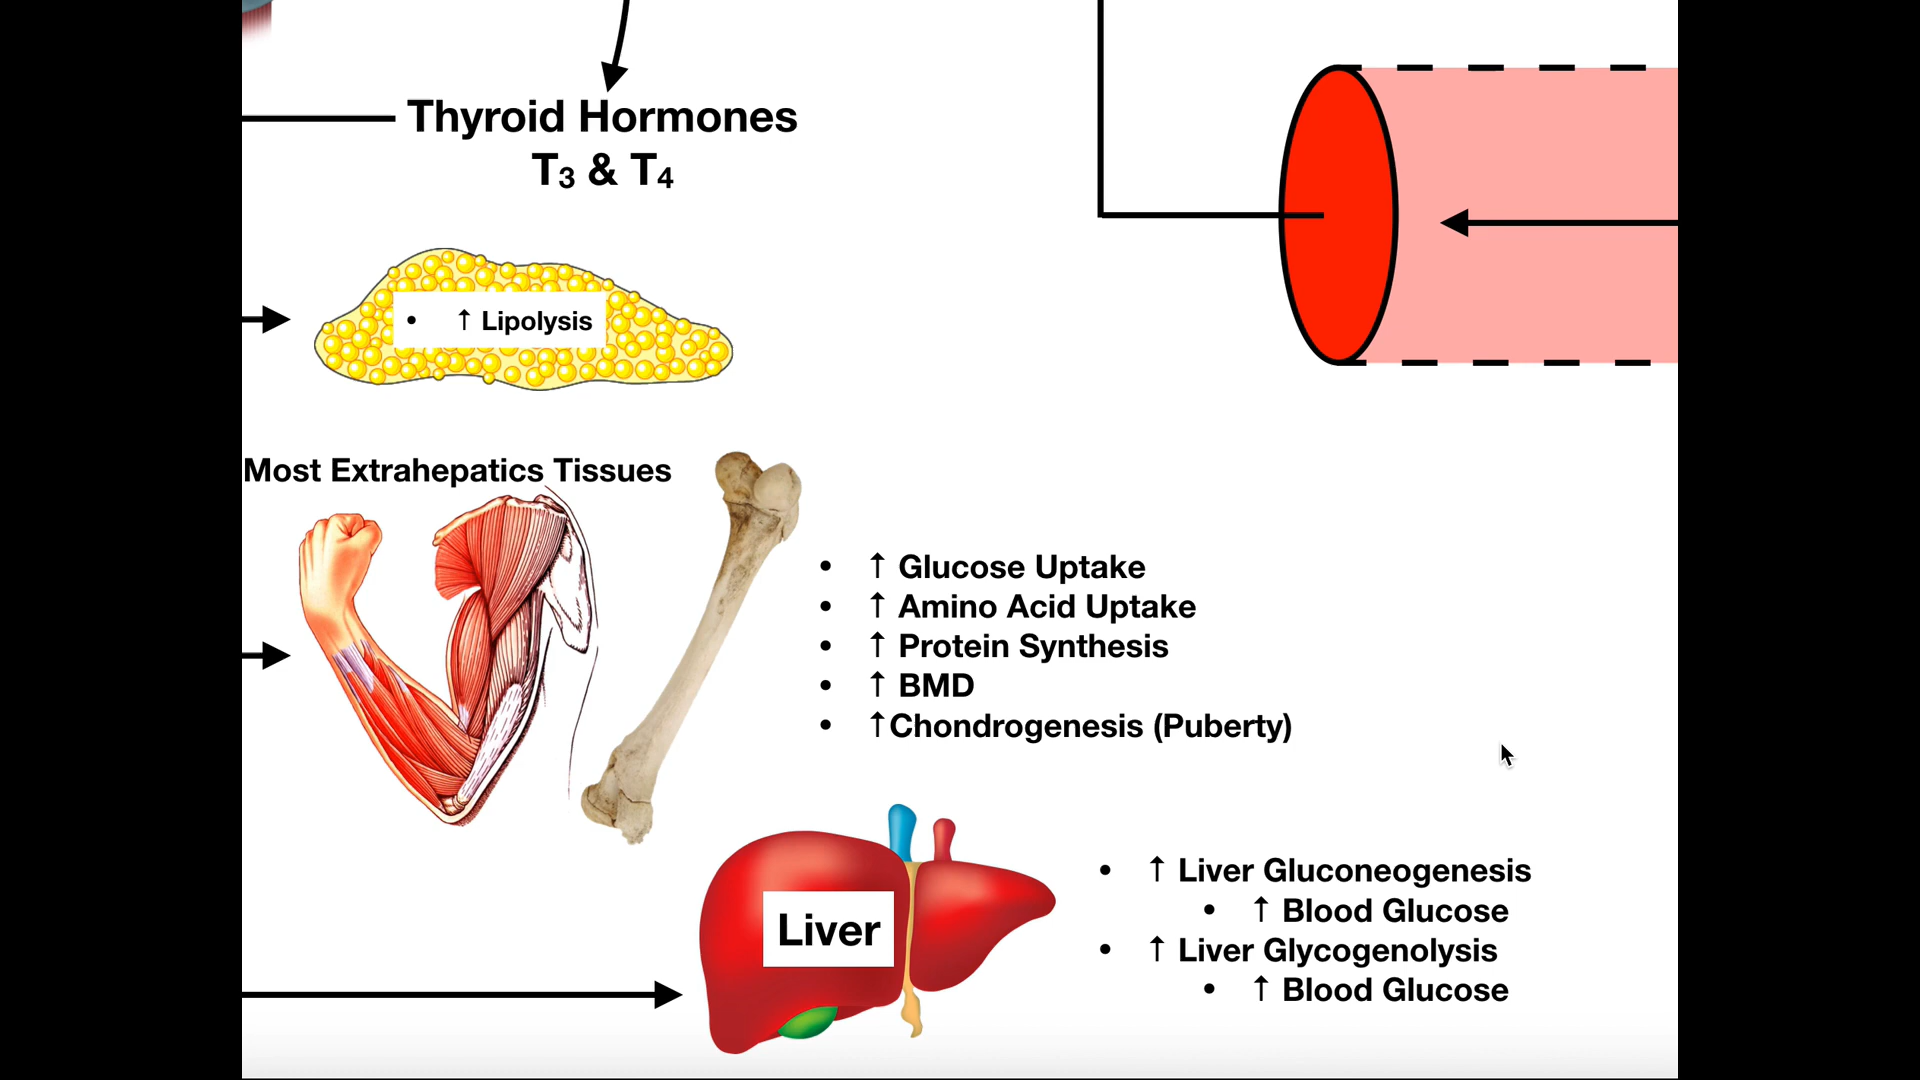 Thyroid Hormones
T₃ & T₄
• ↑ Lipolysis
Most Extrahepatics Tissues
• ↑ Glucose Uptake
• ↑ Amino Acid Uptake
• ↑ Protein Synthesis
• ↑ BMD
• ↑Chondrogenesis (Puberty)
Liver
• ↑ Liver Gluconeogenesis
• ↑ Blood Glucose
• ↑ Liver Glycogenolysis
• ↑ Blood Glucose